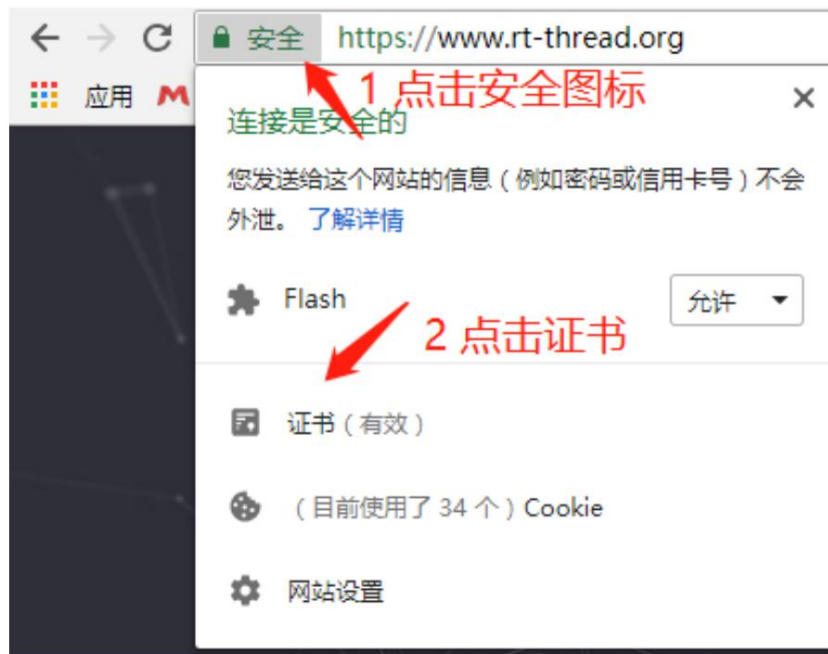 安全 https://www.rt-thread.org
应用
1 点击安全图标
连接是安全的
您发送给这个网站的信息（例如密码或信用卡号）不会
外泄。 了解详情
Flash 允许
2 点击证书
证书（有效）
（目前使用了 34 个）Cookie
网站设置